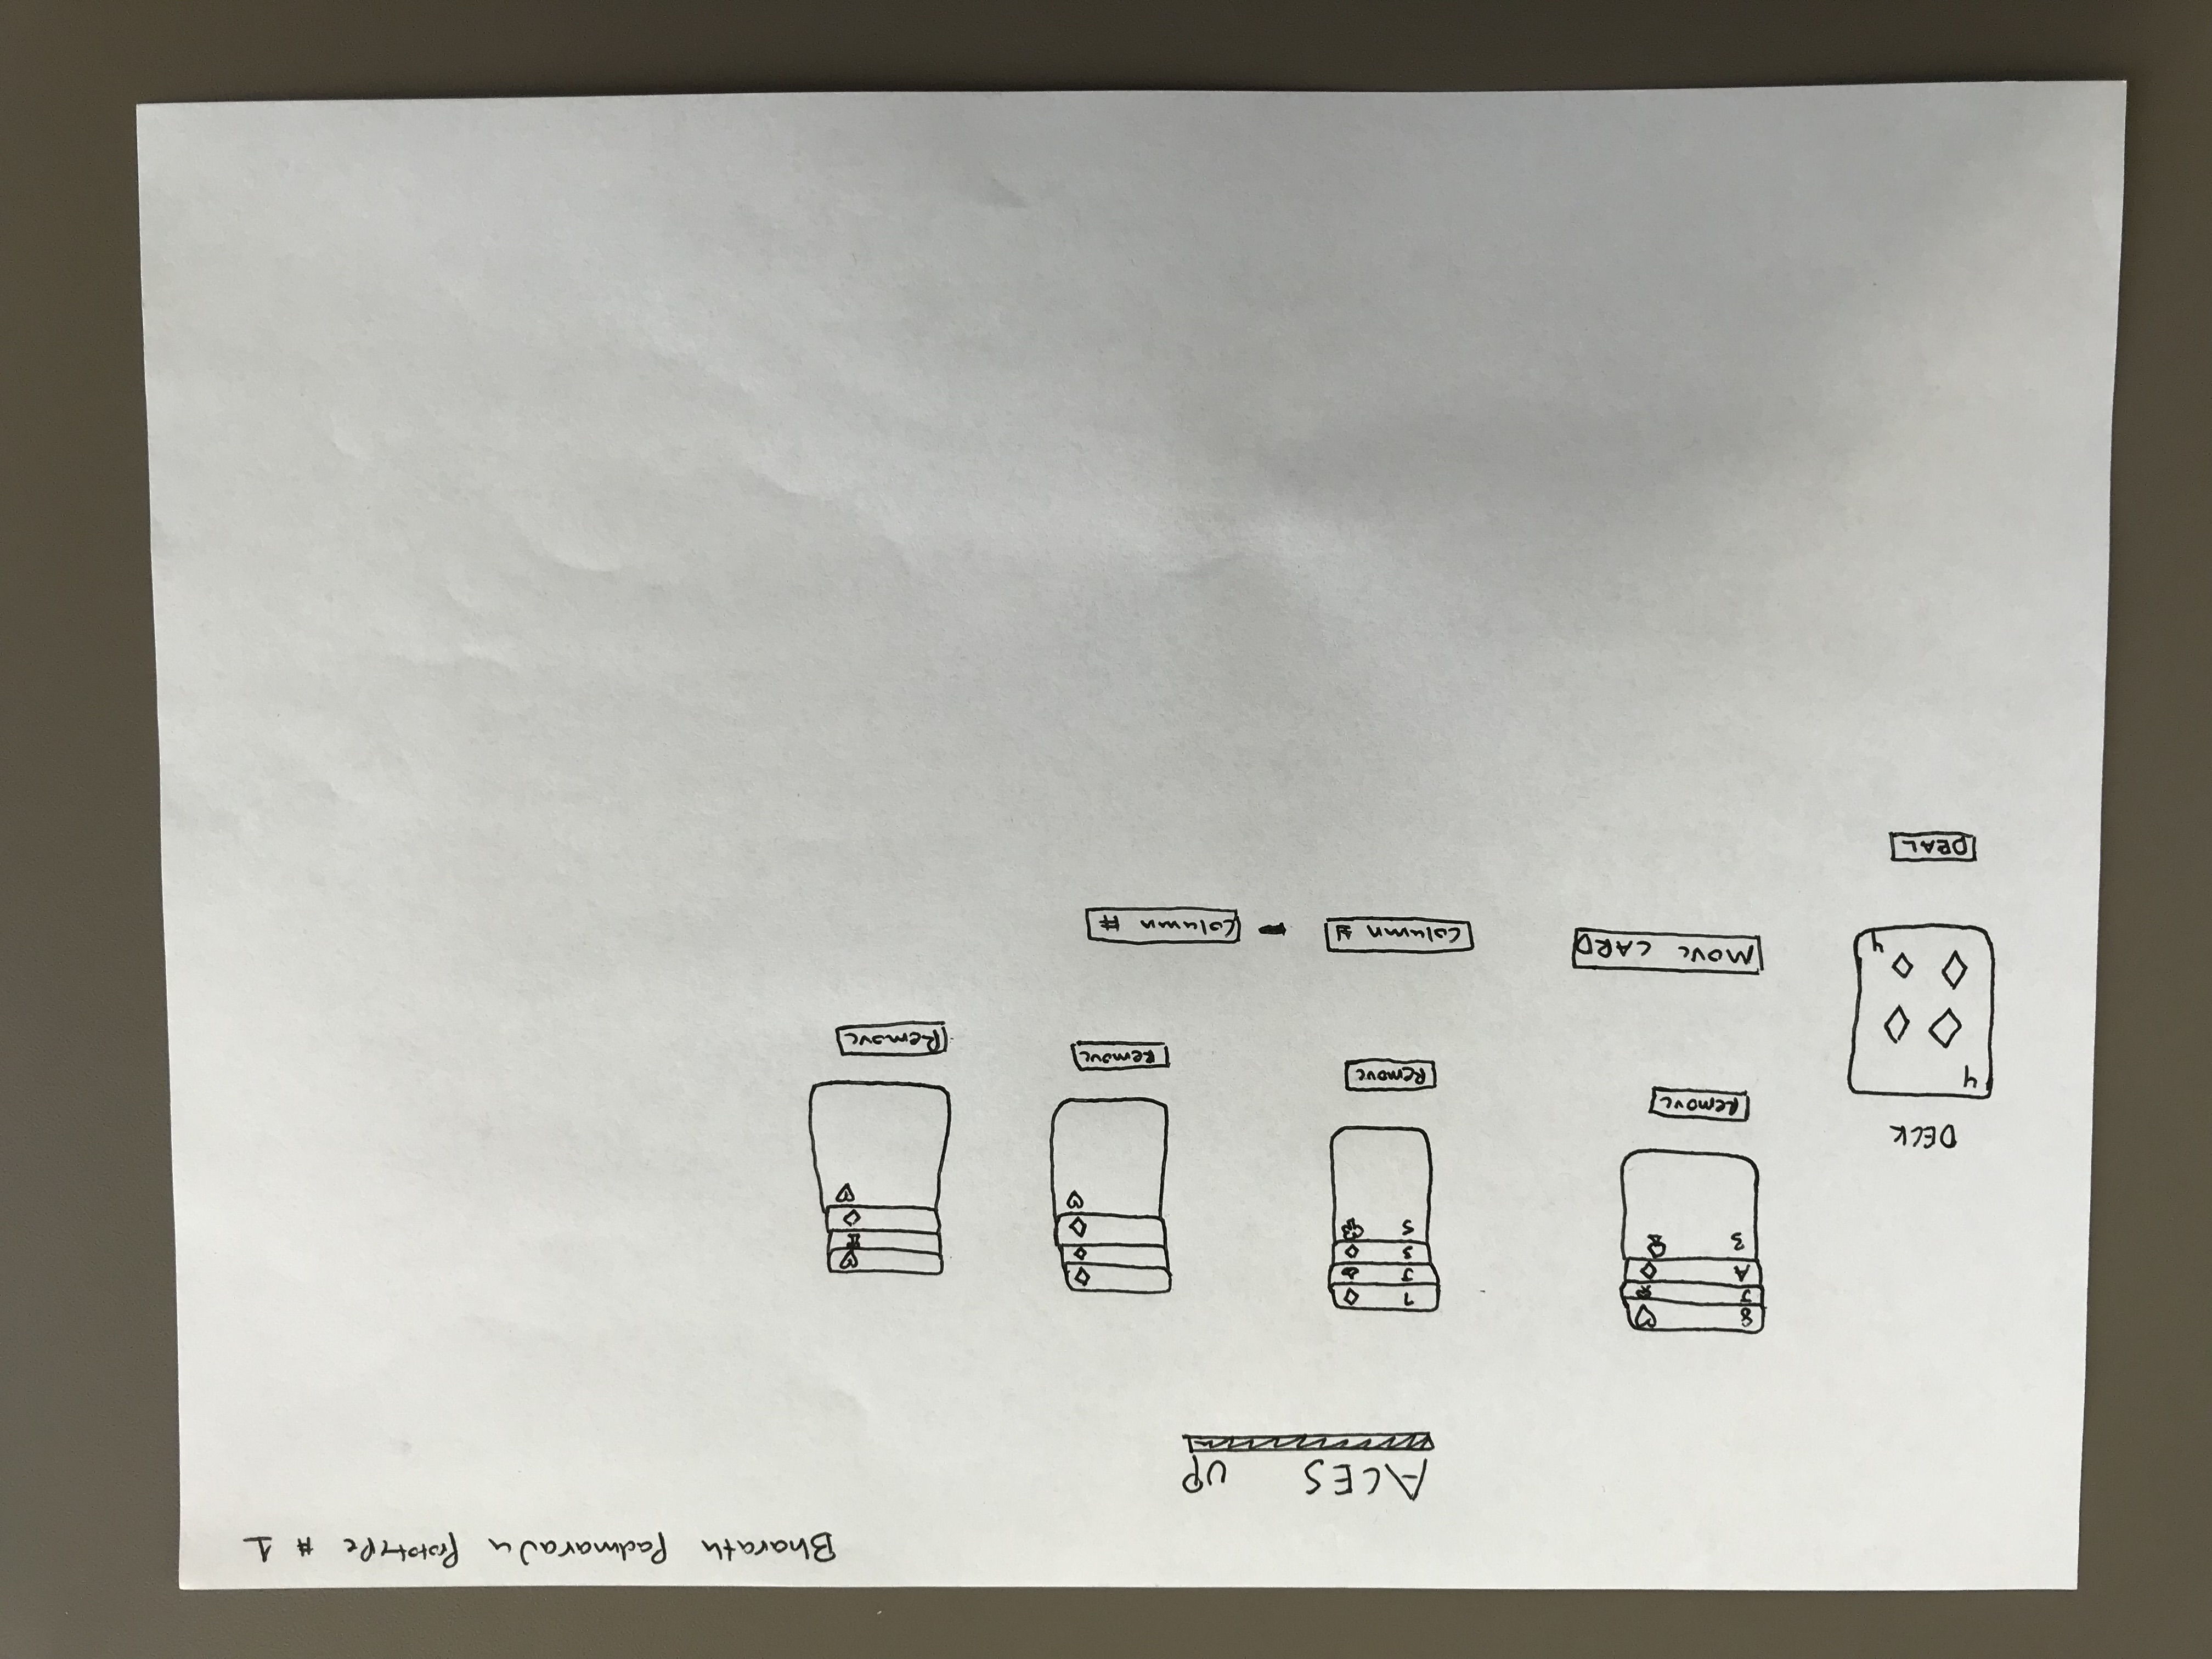 Bharath Padmaraju Prototype # 1
ACES UP
8
J
A
3
7
J
3
5
Remove
Remove
Remove
Remove
DECK
4
4
MOVE CARD
Column # - Column #
DEAL